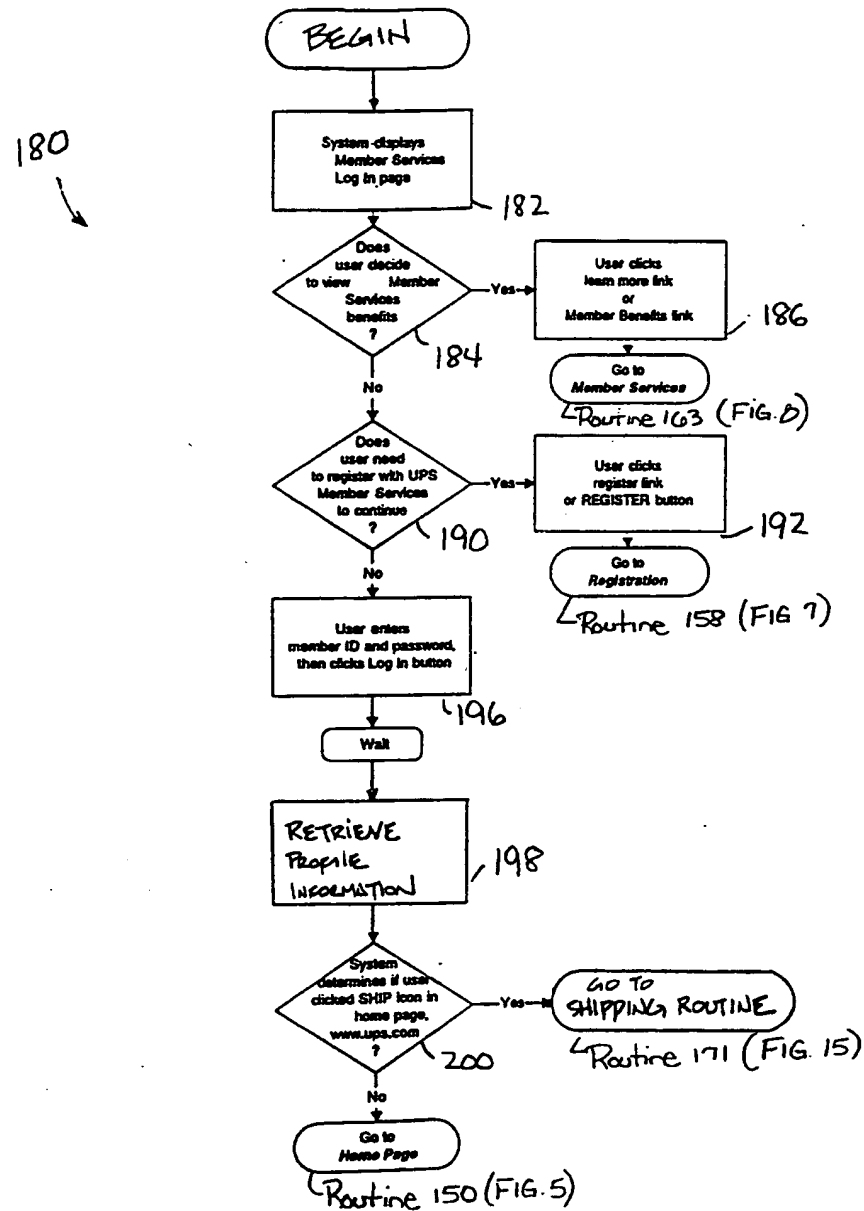 BEGIN
180
System displays
Member Services
Log In page
182
Does
user decide
to view Member
Services
benefits
?
184
Yes
User clicks
learn more link
or
Member Benefits link
186
Go to
Member Services
Routine 163 (FIG. 8)
No
Does
user need
to register with UPS
Member Services
to continue
?
190
Yes
User clicks
register link
or REGISTER button
192
Go to
Registration
Routine 158 (FIG 7)
No
User enters
member ID and password,
then clicks Log In button
196
Wait
RETRIEVE
PROFILE
INFORMATION
198
System
determines if user
clicked SHIP icon in
home page,
www.ups.com
?
200
Yes
GO TO
SHIPPING ROUTINE
Routine 171 (FIG. 15)
No
Go to
Home Page
Routine 150 (FIG. 5)